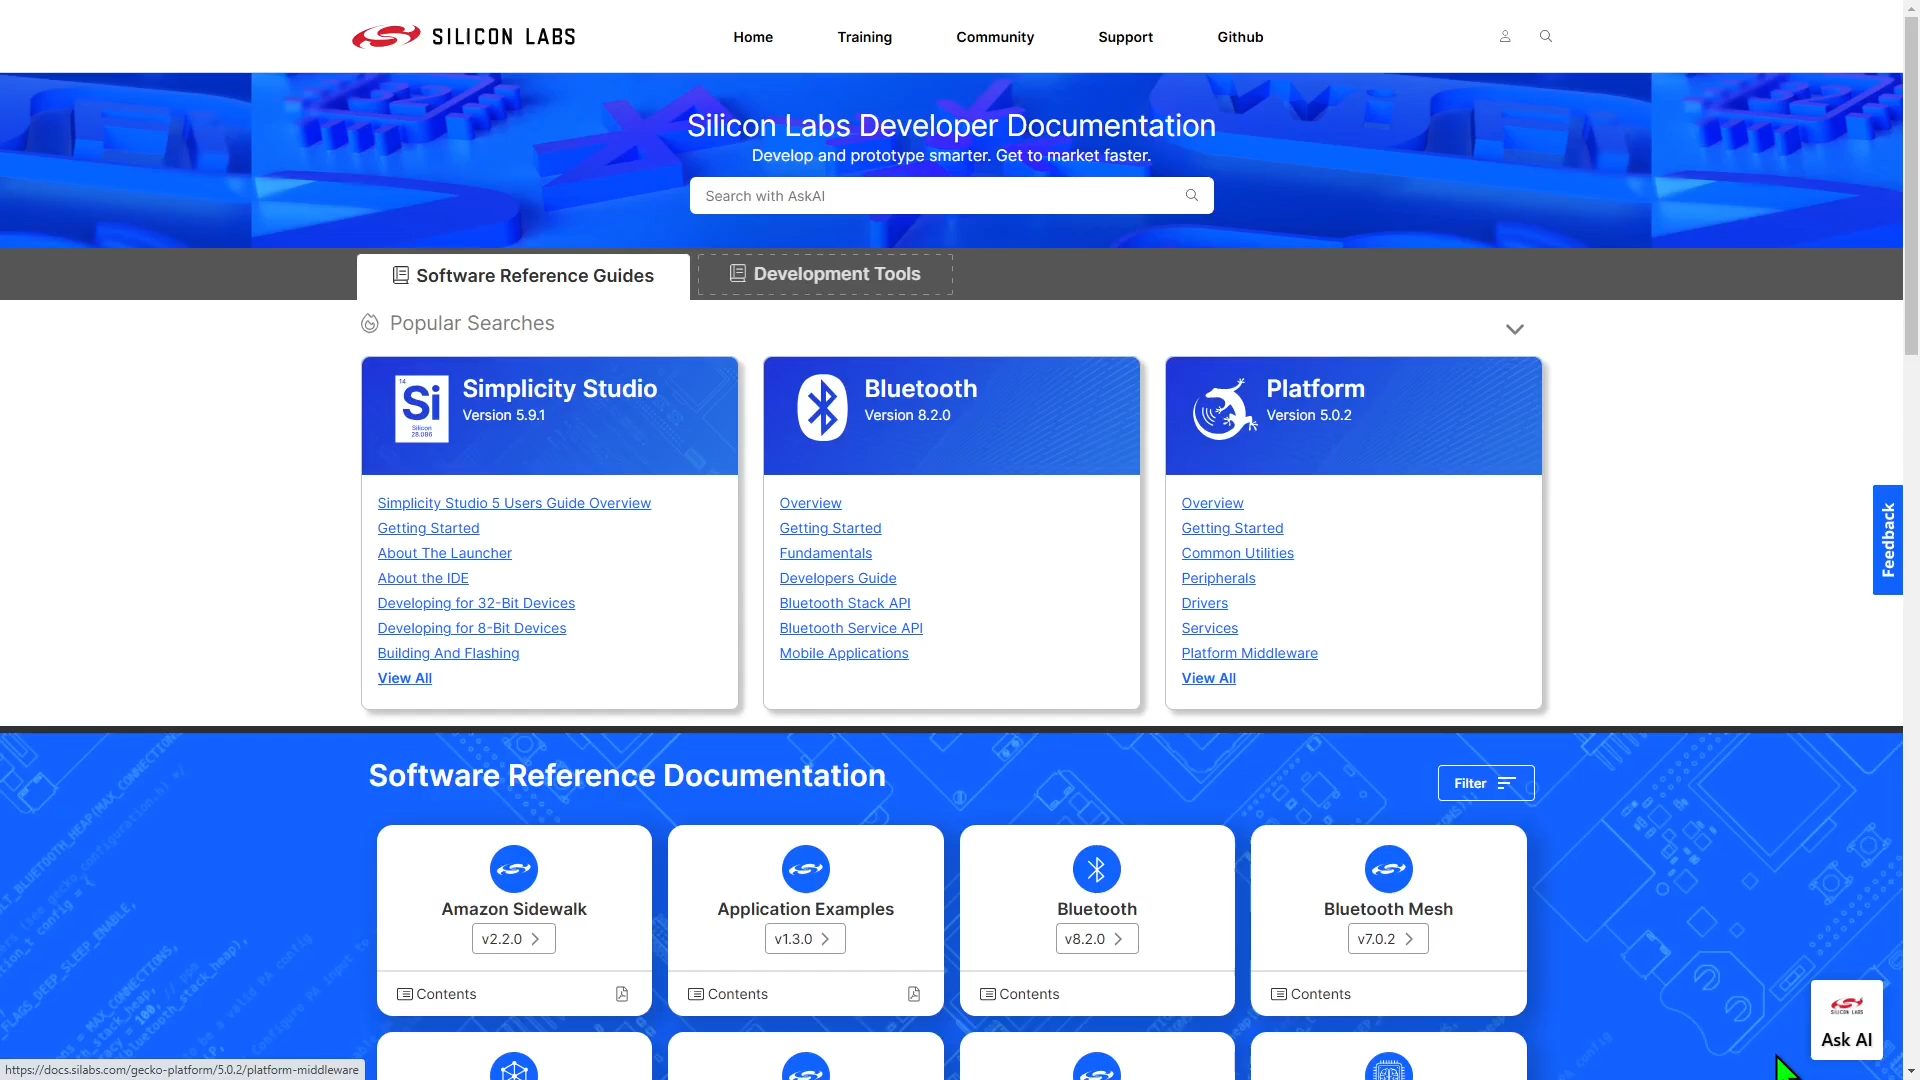 SILICON LABS
Home
Training
Community
Support
Github
Silicon Labs Developer Documentation
Develop and prototype smarter. Get to market faster.
Search with AskAI
Software Reference Guides
Development Tools
Popular Searches
14
Si
Silicon
28.086
Simplicity Studio
Version 5.9.1
Simplicity Studio 5 Users Guide Overview
Getting Started
About The Launcher
About the IDE
Developing for 32-Bit Devices
Developing for 8-Bit Devices
Building And Flashing
View All
Bluetooth
Version 8.2.0
Overview
Getting Started
Fundamentals
Developers Guide
Bluetooth Stack API
Bluetooth Service API
Mobile Applications
Platform
Version 5.0.2
Overview
Getting Started
Common Utilities
Peripherals
Drivers
Services
Platform Middleware
View All
Feedback
Software Reference Documentation
Filter
Amazon Sidewalk
v2.2.0
Contents
Application Examples
v1.3.0
Contents
Bluetooth
v8.2.0
Contents
Bluetooth Mesh
v7.0.2
Contents
SILICON LABS
Ask AI
https://docs.silabs.com/gecko-platform/5.0.2/platform-middleware